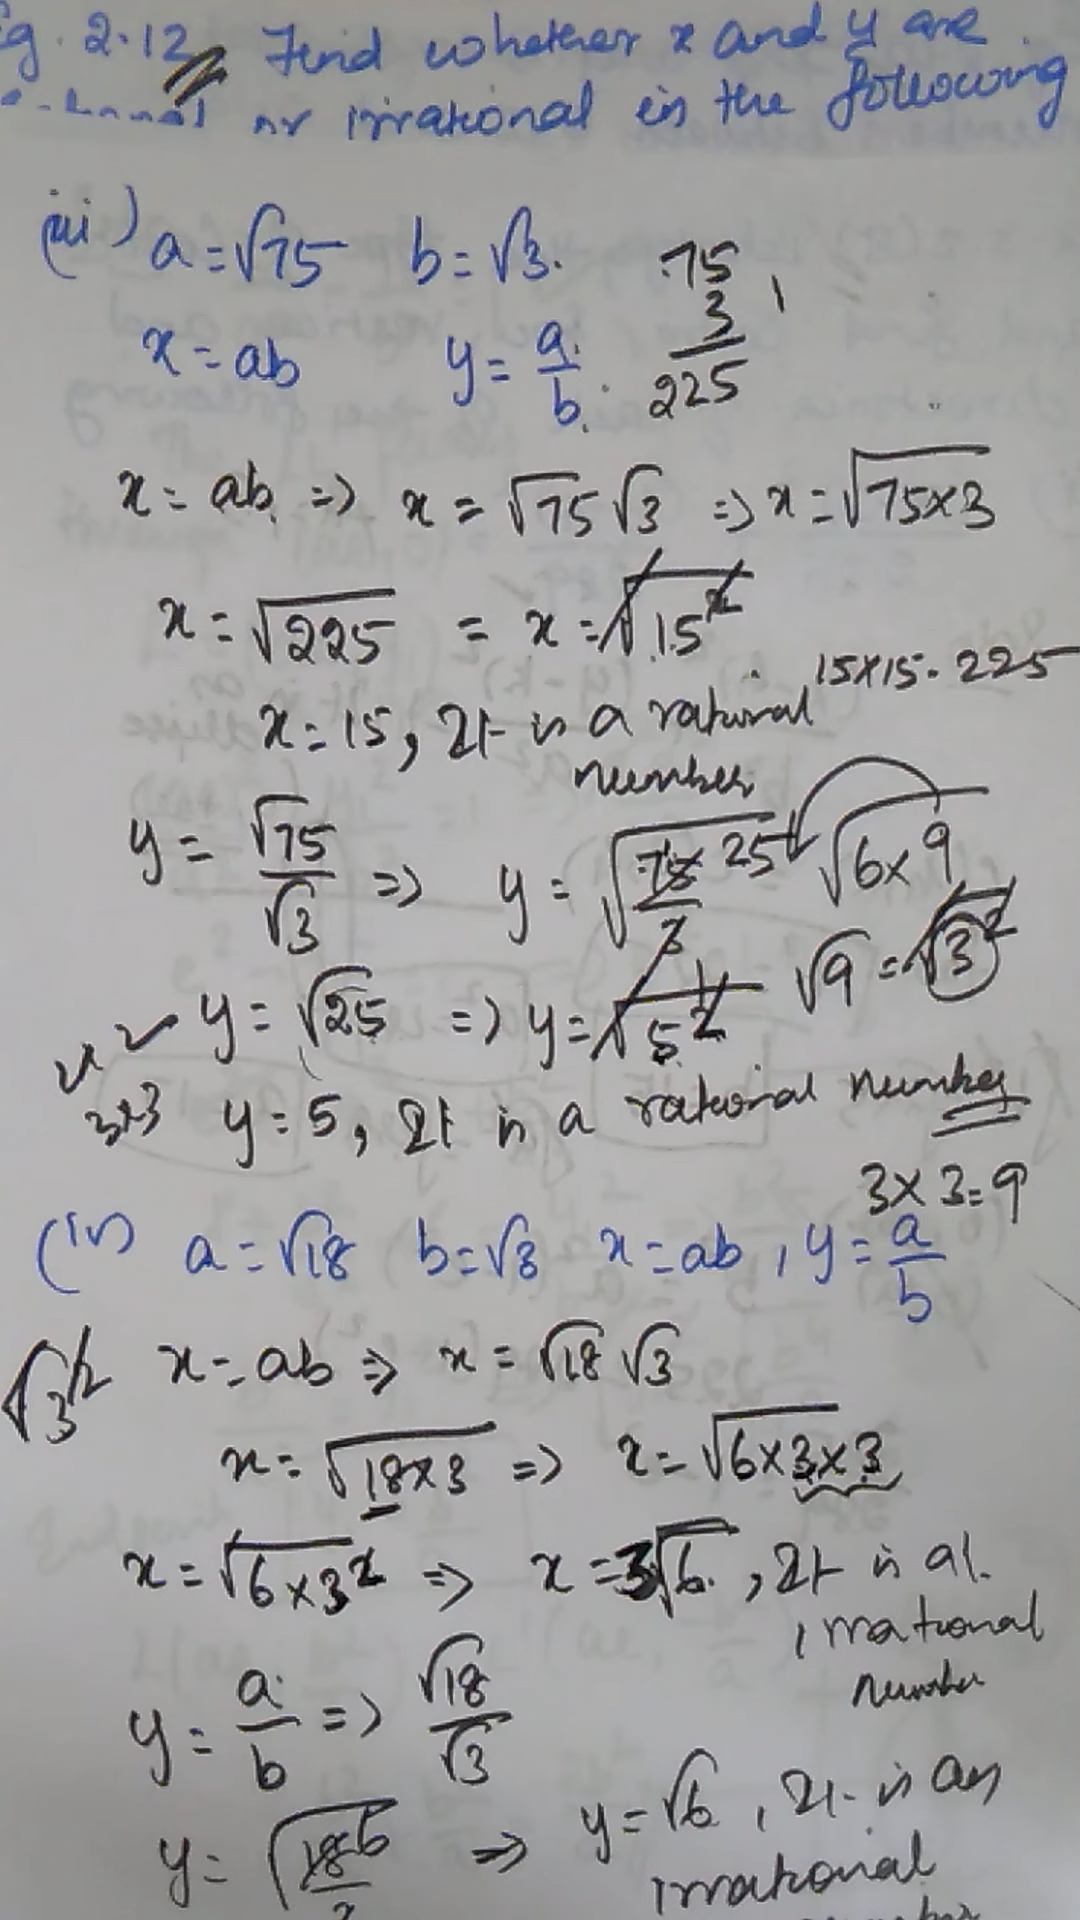 g. 2.12 Find whether x and y are
or irrational in the following
(iii) a = √75 b = √3. 75
3
x = ab y = a/b 225
x = ab ⇒ x = √75 √3 ⇒ x = √75×3
x = √225 = x = √15²
15×15 = 225
x = 15, It is a rational
number
y = √75/√3 ⇒ y = √75/3 25 √6×9
√9 = √3²
y = √25 ⇒ y = √5²
3×3 y = 5, It is a rational number
3×3=9
(iv) a = √18 b = √3 x = ab, y = a/b
√3² x = ab ⇒ x = √18 √3
x = √18×3 ⇒ x = √6×3×3
x = √6×3² ⇒ x = 3√6, It is a
irrational
number
y = a/b ⇒ √18/√3
y = √18/3 6 ⇒ y = √6, It is an
irrational